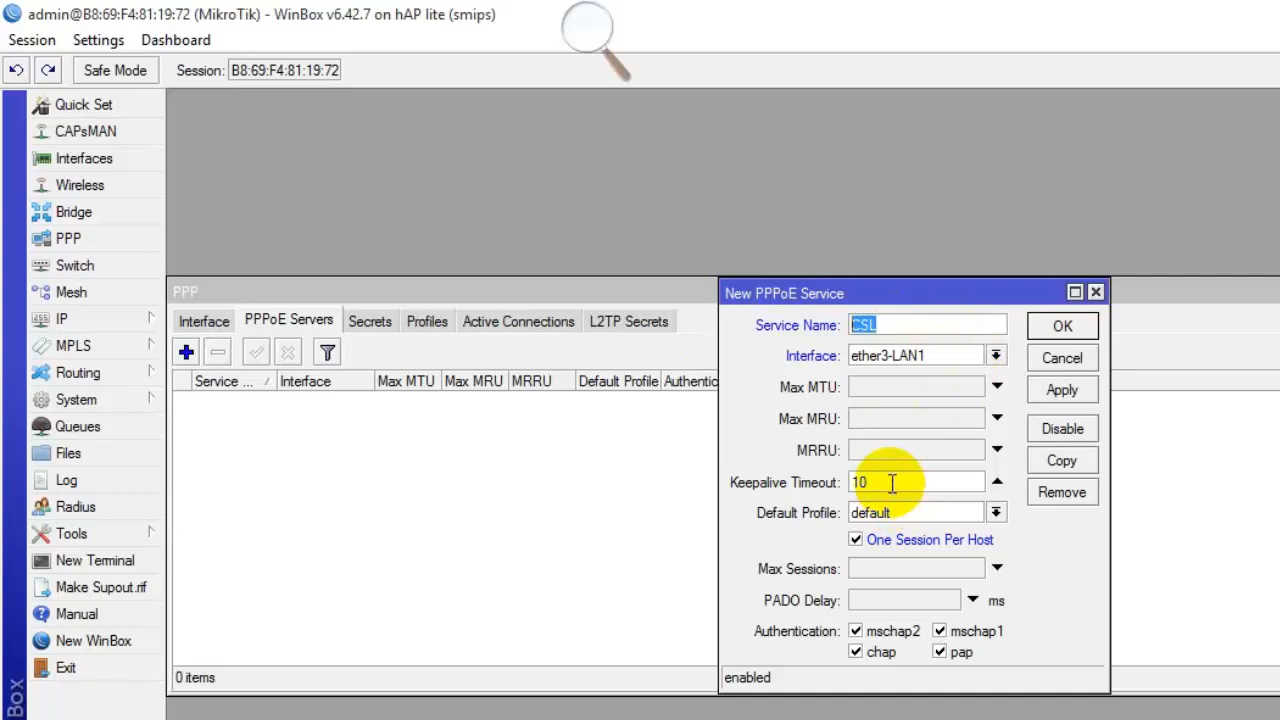 admin@B8:69:F4:81:19:72 (MikroTik) - WinBox v6.42.7 on hAP lite (smips)
Session Settings Dashboard
Safe Mode Session: B8:69:F4:81:19:72
Quick Set
CAPsMAN
Interfaces
Wireless
Bridge
PPP
Switch
Mesh
IP
MPLS
Routing
System
Queues
Files
Log
Radius
Tools
New Terminal
Make Supout.rif
Manual
New WinBox
Exit
Box
PPP
Interface PPPoE Servers Secrets Profiles Active Connections L2TP Secrets
Service ... Interface Max MTU Max MRU MRRU Default Profile Authentic
0 items
New PPPoE Service
Service Name: CSL
Interface: ether3-LAN1
Max MTU:
Max MRU:
MRRU:
Keepalive Timeout: 10
Default Profile: default
One Session Per Host
Max Sessions:
PADO Delay: ms
Authentication: mschap2 mschap1
chap pap
enabled
OK
Cancel
Apply
Disable
Copy
Remove